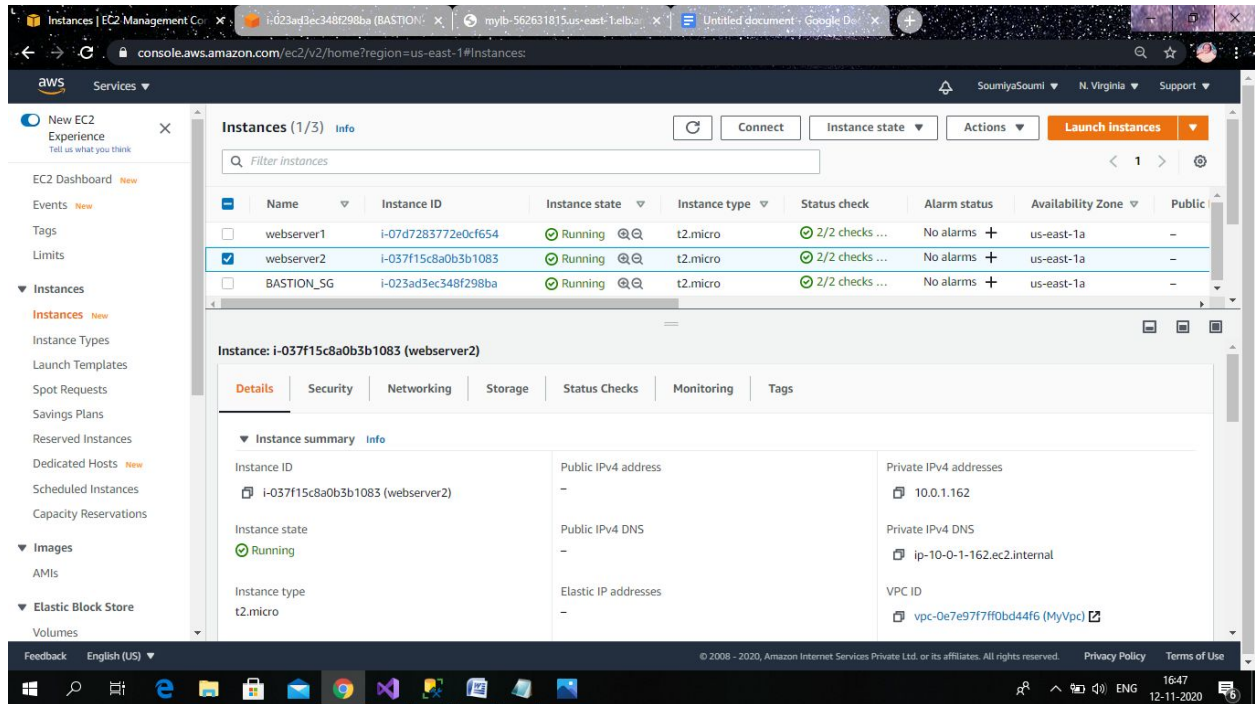 Instances | EC2 Management Con
i-023ad3ec348f298ba (BASTION-
mylb-562631815.us-east-1.elb.am
Untitled document - Google Doc
console.aws.amazon.com/ec2/v2/home?region=us-east-1#Instances:
aws Services SoumiyaSoumi N. Virginia Support
New EC2 Experience
Tell us what you think
EC2 Dashboard New
Events New
Tags
Limits
Instances
Instances New
Instance Types
Launch Templates
Spot Requests
Savings Plans
Reserved Instances
Dedicated Hosts New
Scheduled Instances
Capacity Reservations
Images
AMIs
Elastic Block Store
Volumes
Instances (1/3) Info Connect Instance state Actions Launch instances
Filter instances 1
Name Instance ID Instance state Instance type Status check Alarm status Availability Zone Public
webserver1 i-07d7283772e0cf654 Running t2.micro 2/2 checks ... No alarms + us-east-1a –
webserver2 i-037f15c8a0b3b1083 Running t2.micro 2/2 checks ... No alarms + us-east-1a –
BASTION_SG i-023ad3ec348f298ba Running t2.micro 2/2 checks ... No alarms + us-east-1a –
Instance: i-037f15c8a0b3b1083 (webserver2)
Details Security Networking Storage Status Checks Monitoring Tags
Instance summary Info
Instance ID Public IPv4 address Private IPv4 addresses
i-037f15c8a0b3b1083 (webserver2) – 10.0.1.162
Instance state Public IPv4 DNS Private IPv4 DNS
Running – ip-10-0-1-162.ec2.internal
Instance type Elastic IP addresses VPC ID
t2.micro – vpc-0e7e97f7ff0bd44f6 (MyVpc)
Feedback English (US) © 2008 - 2020, Amazon Internet Services Private Ltd. or its affiliates. All rights reserved. Privacy Policy Terms of Use
ENG 16:47
12-11-2020
6